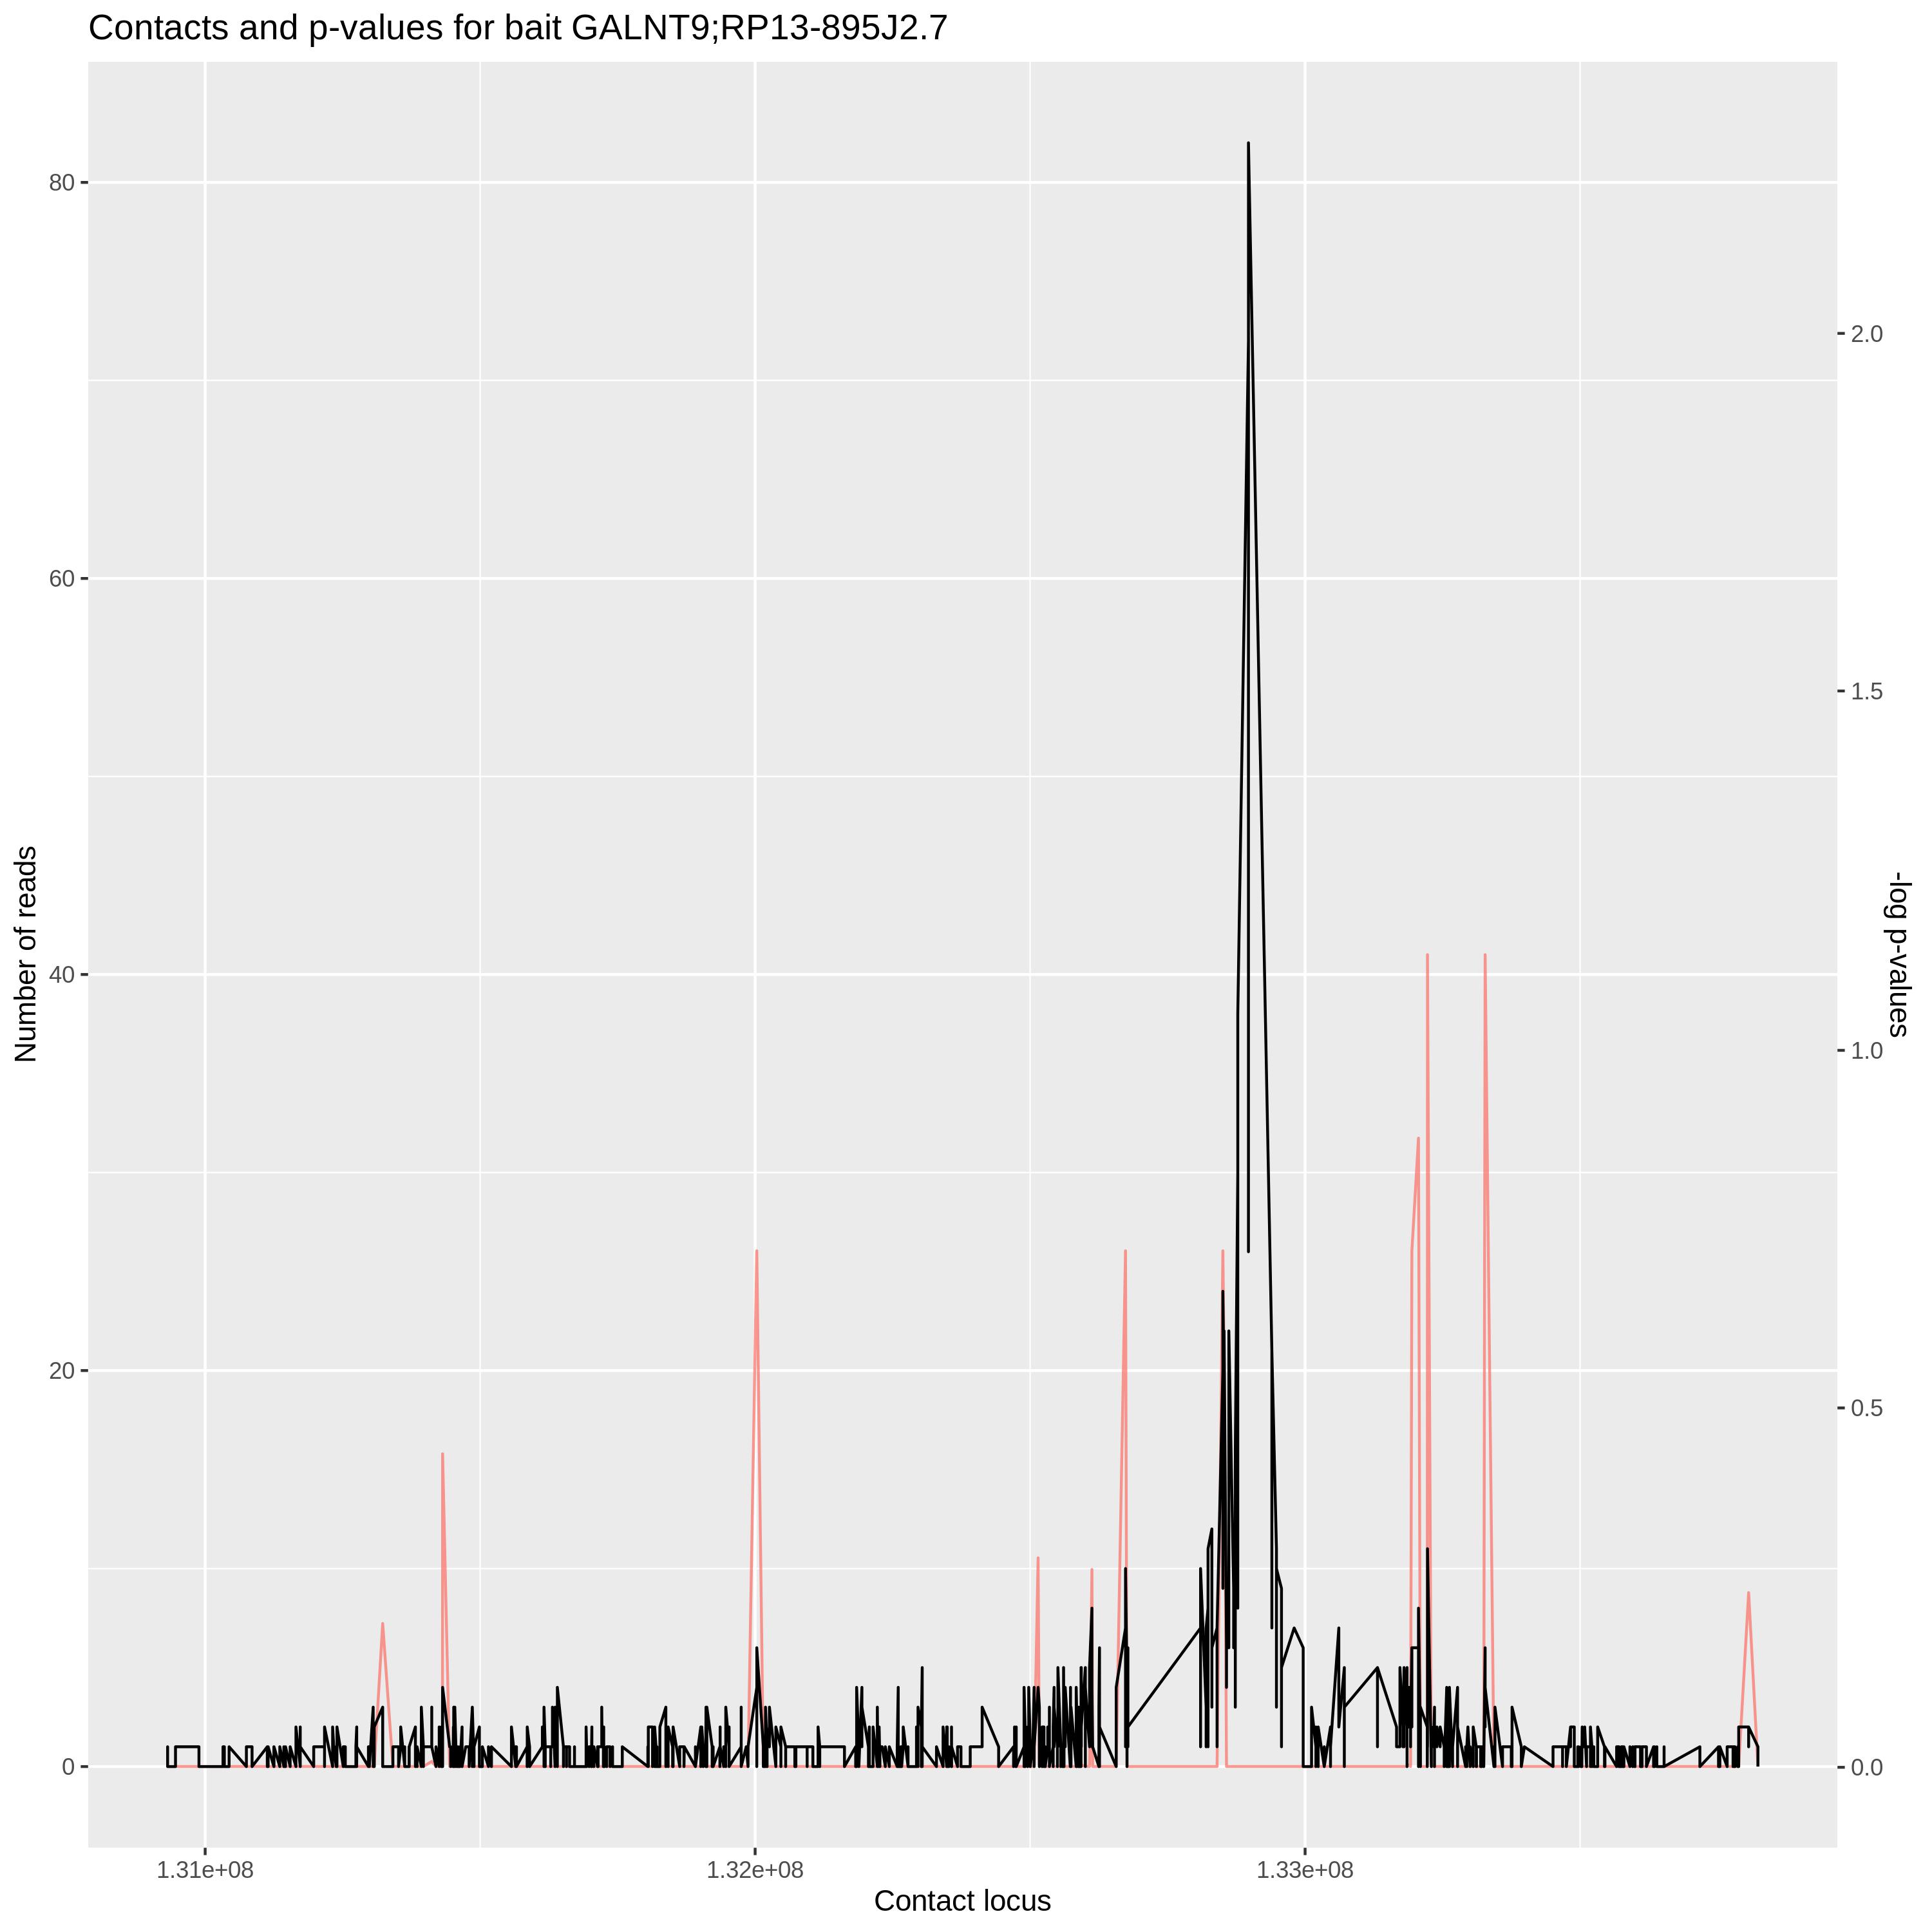 Contacts and p-values for bait GALNT9;RP13-895J2.7
80
60
40
20
0
Number of reads
2.0
1.5
1.0
0.5
0.0
-log p-values
1.31e+08
1.32e+08
1.33e+08
Contact locus